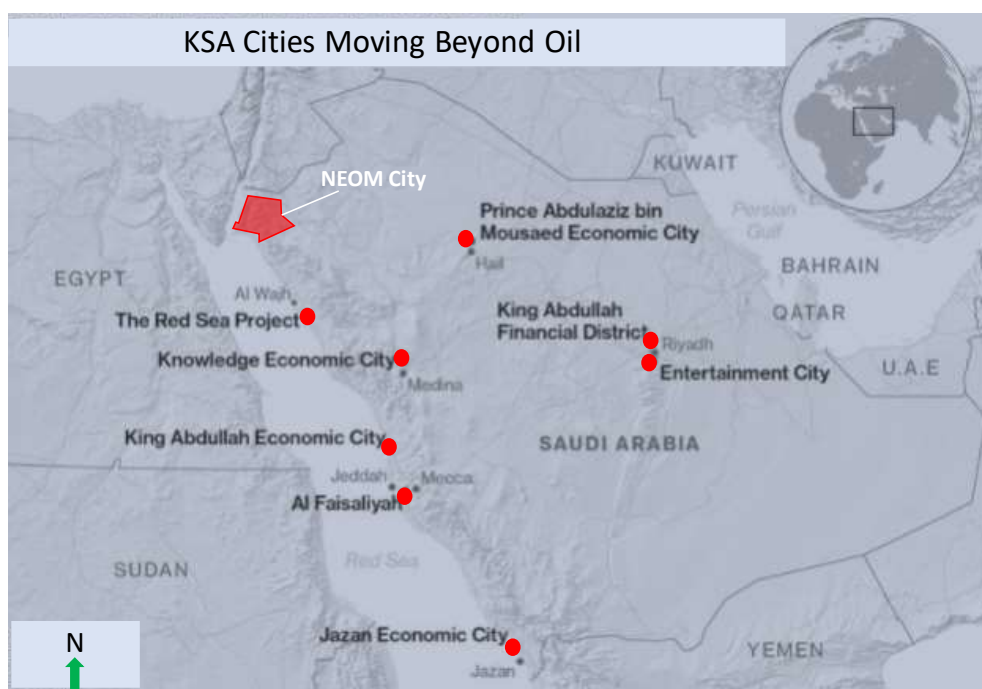 KSA Cities Moving Beyond Oil
KUWAIT
NEOM City
Prince Abdulaziz bin
Mousaed Economic City
Persian
Gulf
Hail
EGYPT
BAHRAIN
Al Wajh
The Red Sea Project
King Abdullah
Financial District
QATAR
Riyadh
Knowledge Economic City
Medina
Entertainment City
U.A.E
King Abdullah Economic City
SAUDI ARABIA
Jeddah
Mecca
Al Faisaliyah
Red Sea
SUDAN
Jazan Economic City
Jazan
YEMEN
N